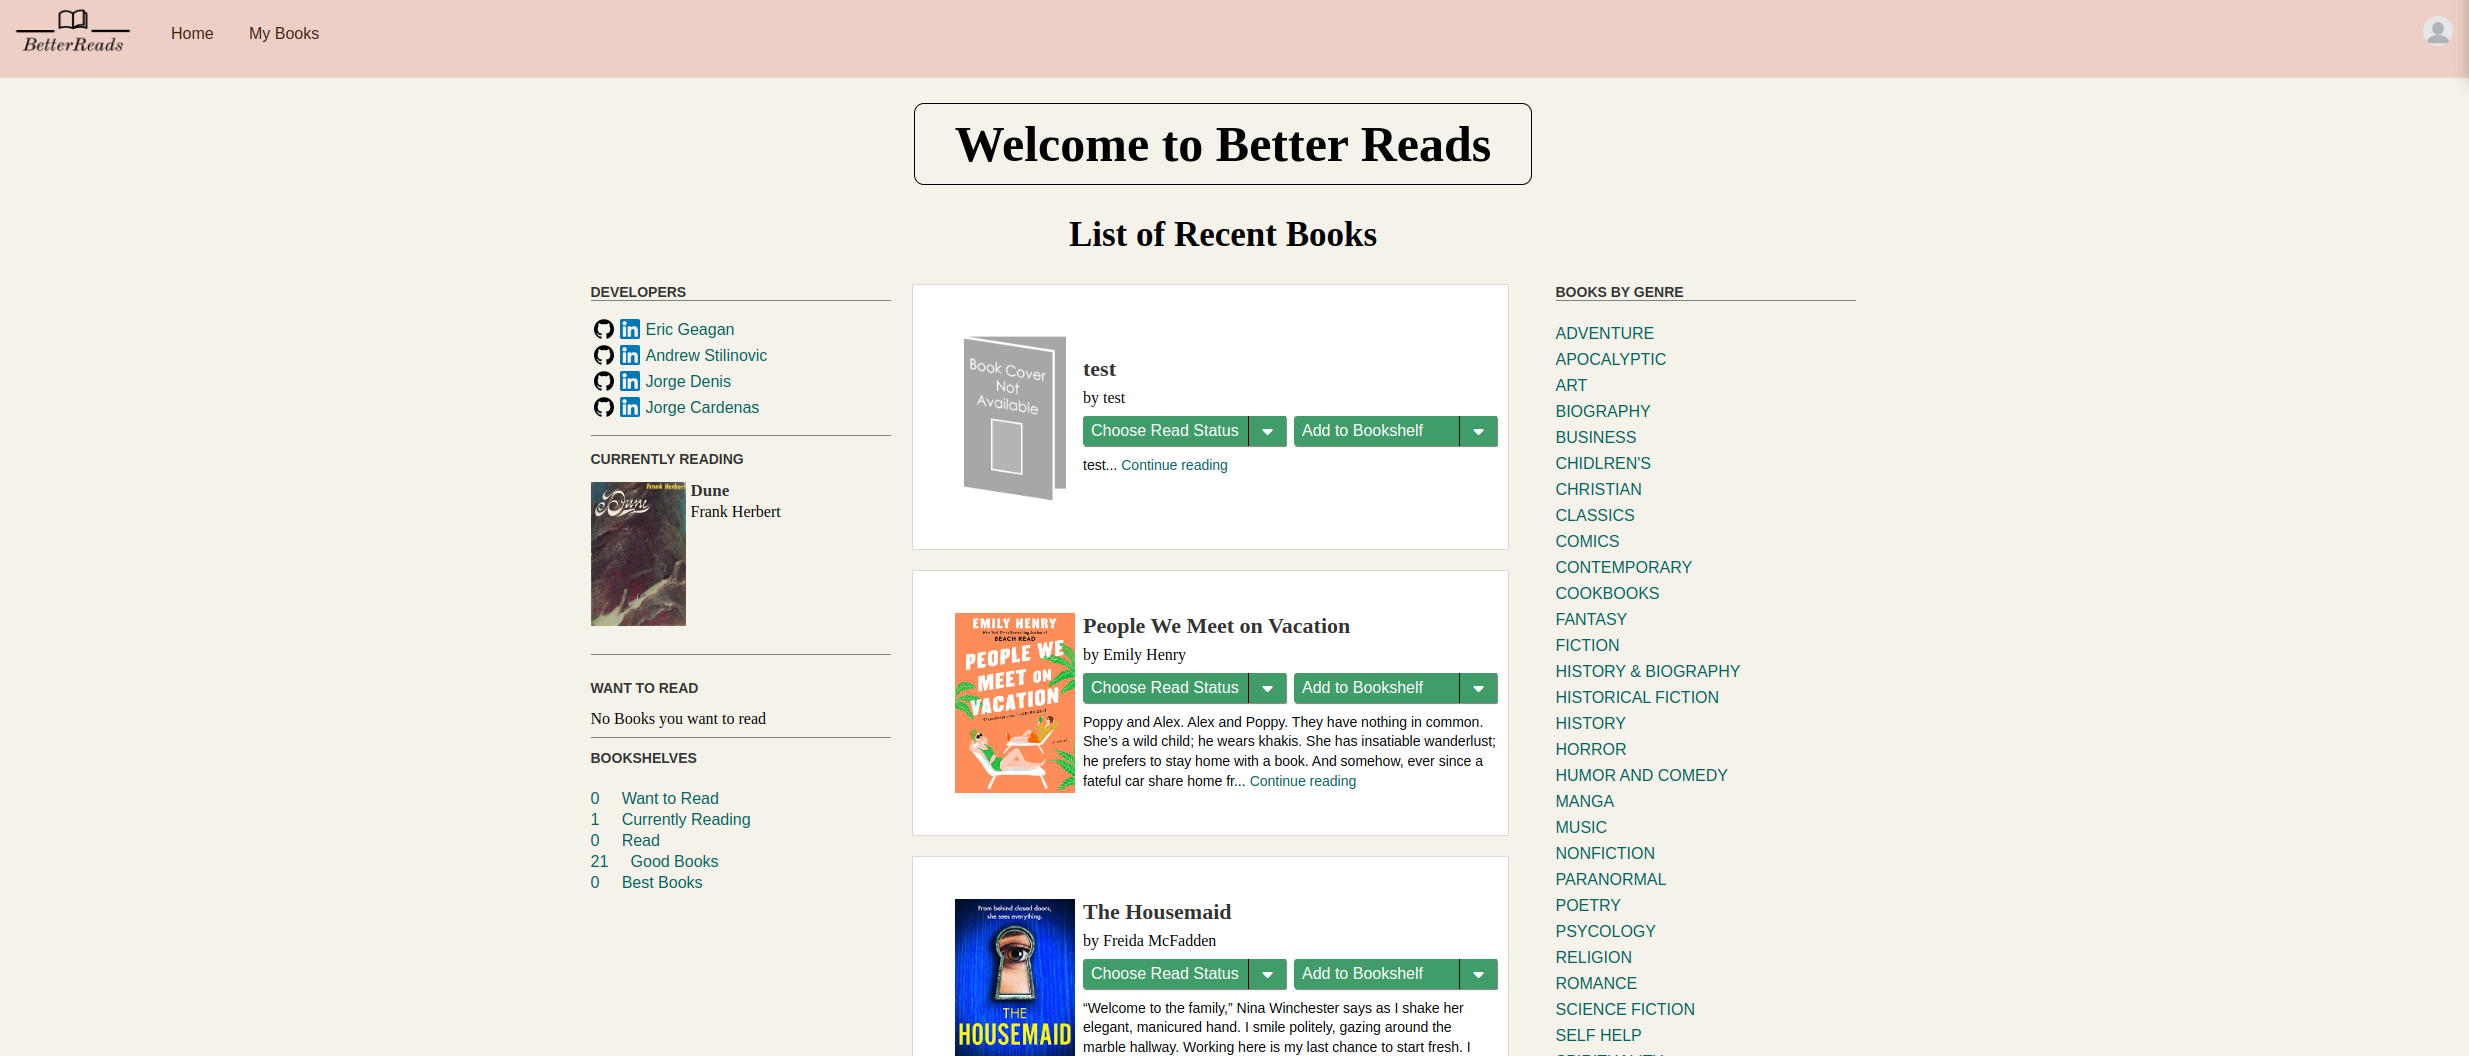 BetterReads
Home
My Books
Welcome to Better Reads
List of Recent Books
DEVELOPERS
Eric Geagan
Andrew Stilinovic
Jorge Denis
Jorge Cardenas
CURRENTLY READING
Frank Herbert
Dune
Dune
Frank Herbert
WANT TO READ
No Books you want to read
BOOKSHELVES
0 Want to Read
1 Currently Reading
0 Read
21 Good Books
0 Best Books
Book Cover
Not
Available
test
by test
Choose Read Status
Add to Bookshelf
test... Continue reading
EMILY HENRY
BEACH READ
PEOPLE WE
MEET ON
VACATION
People We Meet on Vacation
by Emily Henry
Choose Read Status
Add to Bookshelf
Poppy and Alex. Alex and Poppy. They have nothing in common.
She’s a wild child; he wears khakis. She has insatiable wanderlust;
he prefers to stay home with a book. And somehow, ever since a
fateful car share home fr... Continue reading
From behind closed doors,
she sees everything.
THE
HOUSEMAID
The Housemaid
by Freida McFadden
Choose Read Status
Add to Bookshelf
“Welcome to the family,” Nina Winchester says as I shake her
elegant, manicured hand. I smile politely, gazing around the
marble hallway. Working here is my last chance to start fresh. I
BOOKS BY GENRE
ADVENTURE
APOCALYPTIC
ART
BIOGRAPHY
BUSINESS
CHIDLREN'S
CHRISTIAN
CLASSICS
COMICS
CONTEMPORARY
COOKBOOKS
FANTASY
FICTION
HISTORY & BIOGRAPHY
HISTORICAL FICTION
HISTORY
HORROR
HUMOR AND COMEDY
MANGA
MUSIC
NONFICTION
PARANORMAL
POETRY
PSYCOLOGY
RELIGION
ROMANCE
SCIENCE FICTION
SELF HELP